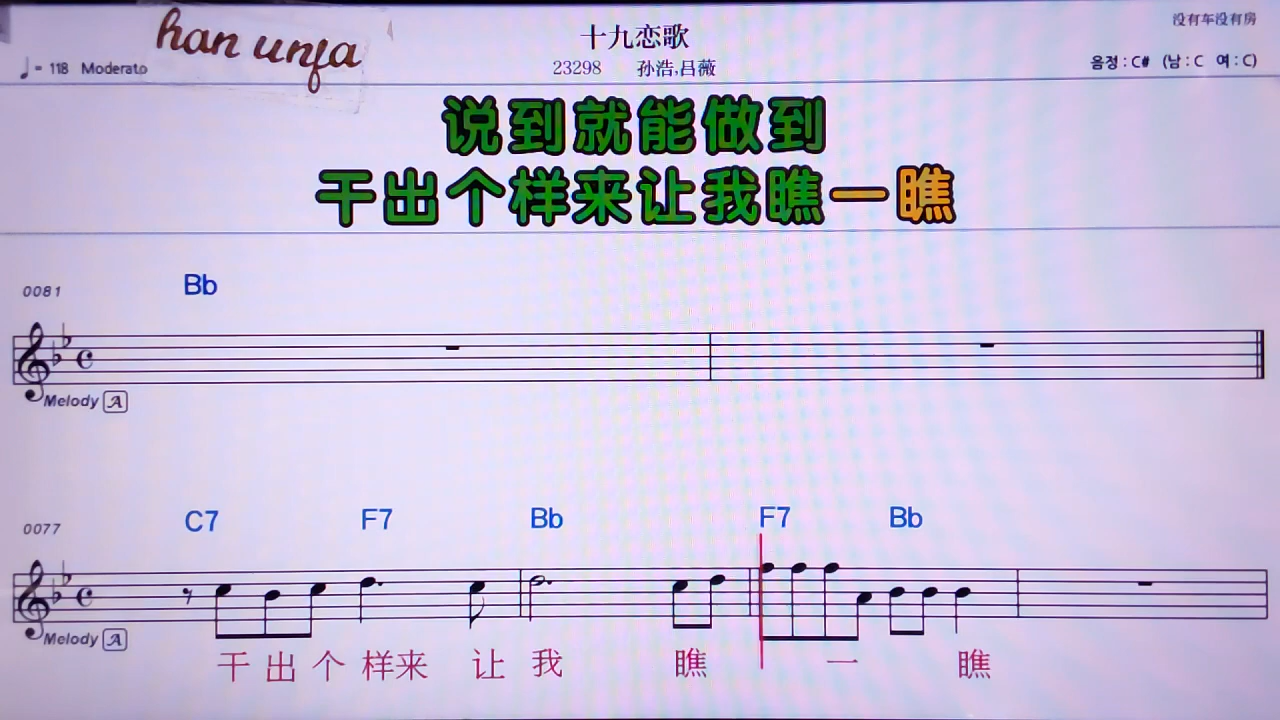 han unfa
十九恋歌
没有车没有房
♩= 118 Moderato
23298 孙浩,吕薇
음정 : C# (남 : C 여 : C)
说到就能做到
干出个样来让我瞧一瞧
0081 Bb
Melody A
0077 C7 F7 Bb F7 Bb
Melody A
干出个样来让我瞧一瞧